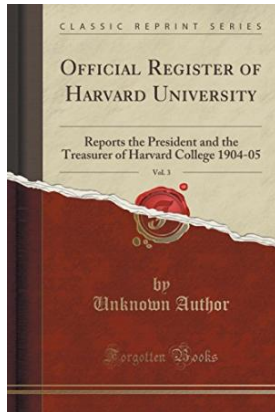 CLASSIC REPRINT SERIES
OFFICIAL REGISTER OF
HARVARD UNIVERSITY
Reports the President and the
Treasurer of Harvard College 1904-05
Vol. 3
by
Unknown Author
Forgotten Books